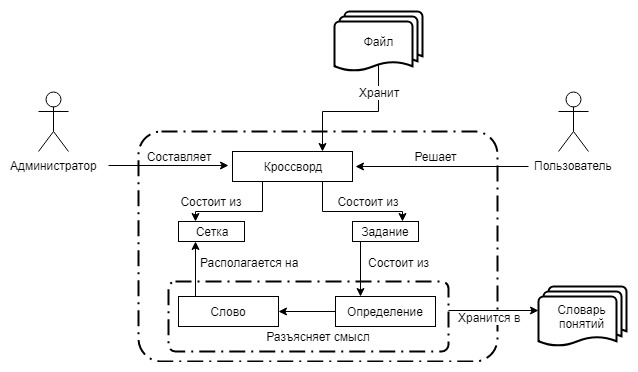 Файл
Хранит
Администратор
Составляет
Кроссворд
Решает
Пользователь
Состоит из
Состоит из
Сетка
Задание
Располагается на
Состоит из
Слово
Определение
Разъясняет смысл
Хранится в
Словарь
понятий